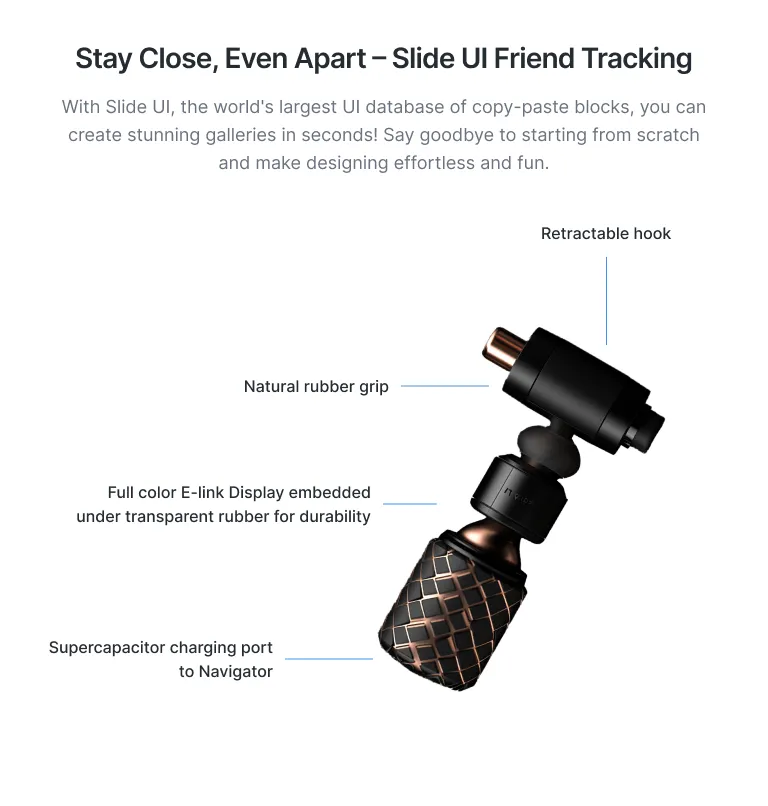 Stay Close, Even Apart – Slide UI Friend Tracking
With Slide UI, the world's largest UI database of copy-paste blocks, you can
create stunning galleries in seconds! Say goodbye to starting from scratch
and make designing effortless and fun.
Retractable hook
Natural rubber grip
Full color E-link Display embedded
under transparent rubber for durability
Supercapacitor charging port
to Navigator